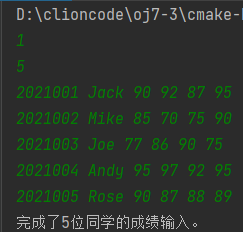 D:\clioncode\oj7-3\cmake-
1
5
2021001 Jack 90 92 87 95
2021002 Mike 85 70 75 90
2021003 Joe 77 86 90 75
2021004 Andy 95 97 92 95
2021005 Rose 90 87 88 89
完成了5位同学的成绩输入。